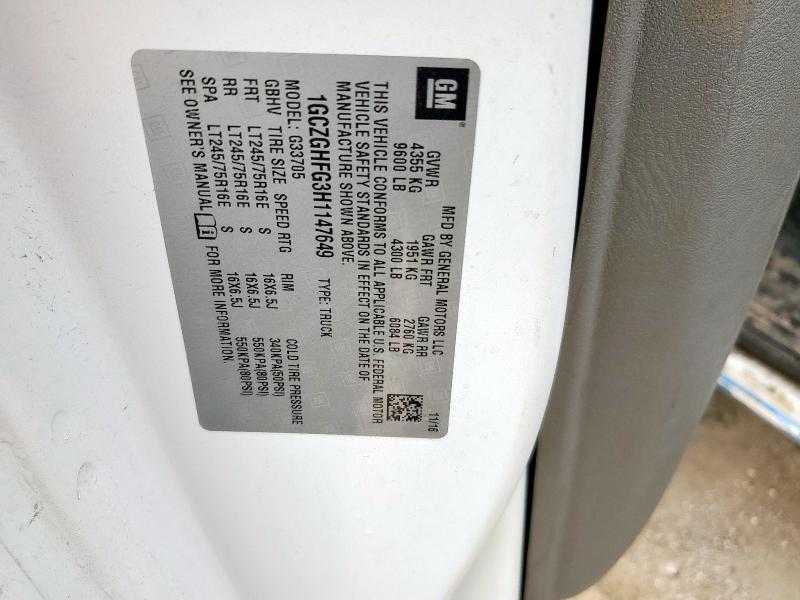 GM
MFD BY GENERAL MOTORS LLC 11/16
GVWR GAWR FRT GAWR RR
4355 KG 1951 KG 2760 KG
9600 LB 4300 LB 6084 LB
THIS VEHICLE CONFORMS TO ALL APPLICABLE U.S. FEDERAL MOTOR
VEHICLE SAFETY STANDARDS IN EFFECT ON THE DATE OF
MANUFACTURE SHOWN ABOVE.
1GCZGHFG3H1147649 TYPE: TRUCK
MODEL: G33705
GBHV TIRE SIZE SPEED RTG RIM COLD TIRE PRESSURE
FRT LT245/75R16E S 16X6.5J 340KPA(50PSI)
RR LT245/75R16E S 16X6.5J 550KPA(80PSI)
SPA LT245/75R16E S 16X6.5J 550KPA(80PSI)
SEE OWNER'S MANUAL FOR MORE INFORMATION.